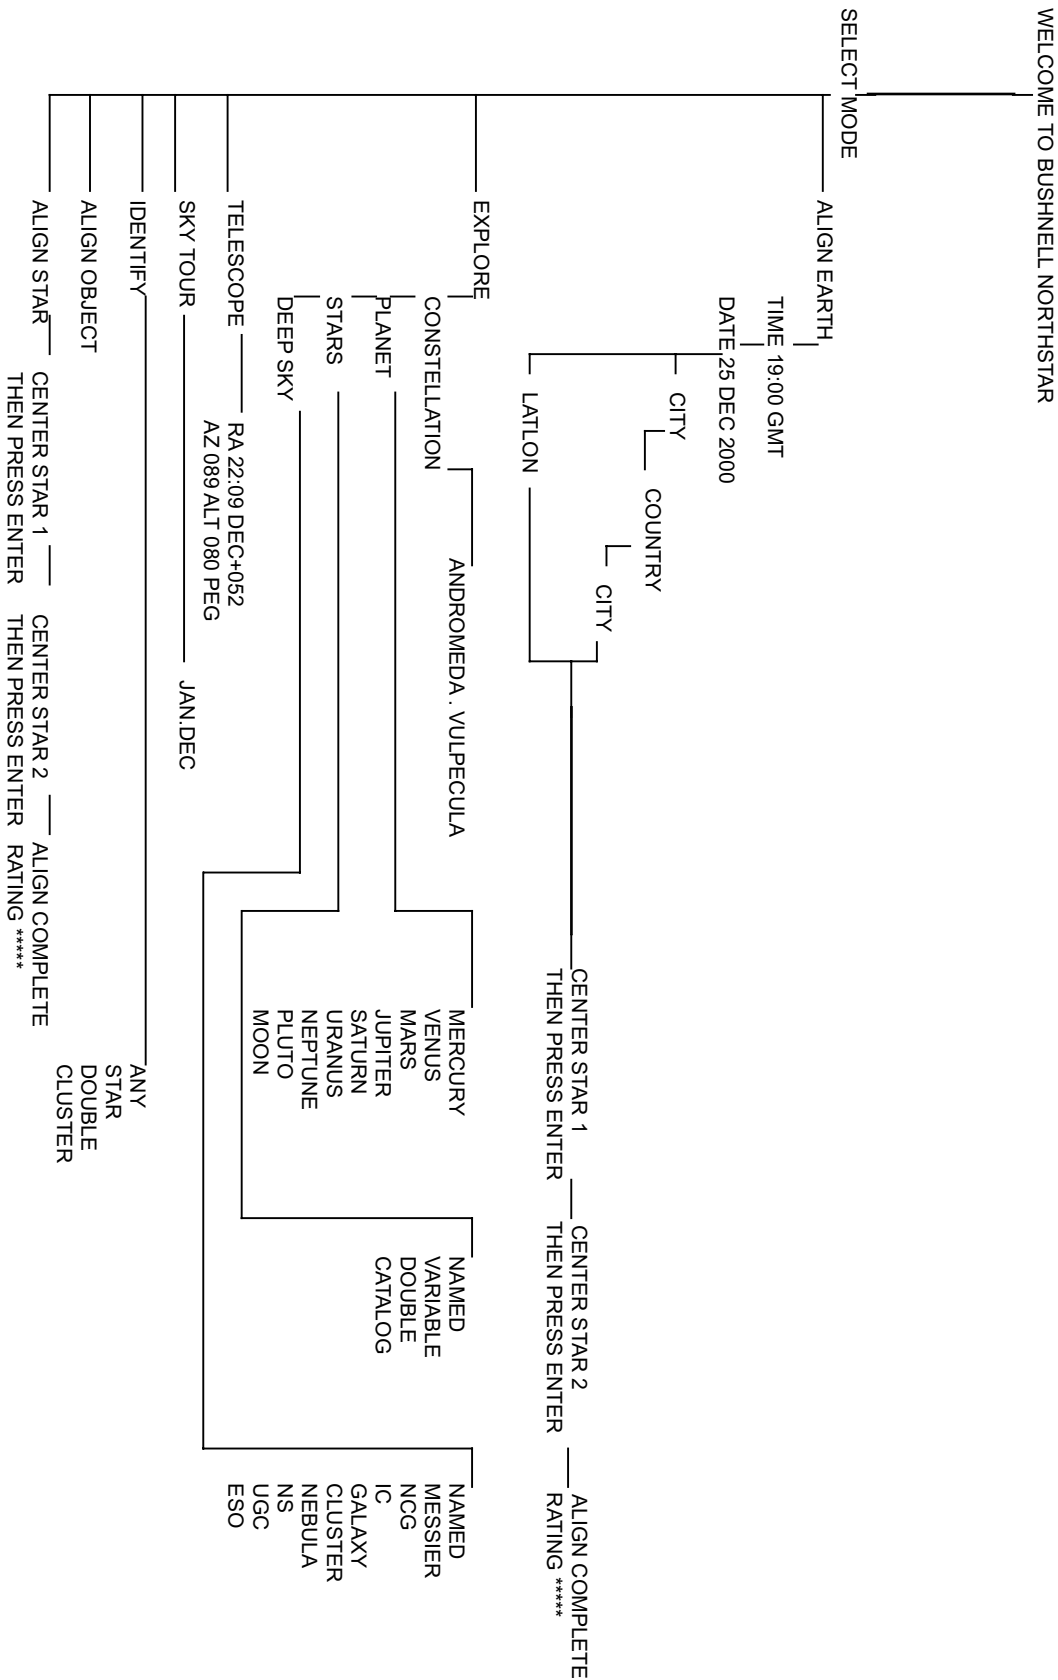 WELCOME TO BUSHNELL NORTHSTAR
SELECT MODE
ALIGN EARTH
TIME 19:00 GMT
DATE 25 DEC 2000
CITY
COUNTRY
CITY
LATLON
CENTER STAR 1
THEN PRESS ENTER
CENTER STAR 2
THEN PRESS ENTER
ALIGN COMPLETE
RATING *****
EXPLORE
CONSTELLATION
ANDROMEDA . VULPECULA
PLANET
MERCURY
VENUS
MARS
JUPITER
SATURN
URANUS
NEPTUNE
PLUTO
MOON
STARS
NAMED
VARIABLE
DOUBLE
CATALOG
DEEP SKY
NAMED
MESSIER
NCG
IC
GALAXY
CLUSTER
NEBULA
NS
UGC
ESO
TELESCOPE
RA 22:09 DEC+052
AZ 089 ALT 080 PEG
SKY TOUR
JAN.DEC
IDENTIFY
ANY
STAR
DOUBLE
CLUSTER
ALIGN OBJECT
ALIGN STAR
CENTER STAR 1
THEN PRESS ENTER
CENTER STAR 2
THEN PRESS ENTER
ALIGN COMPLETE
RATING *****